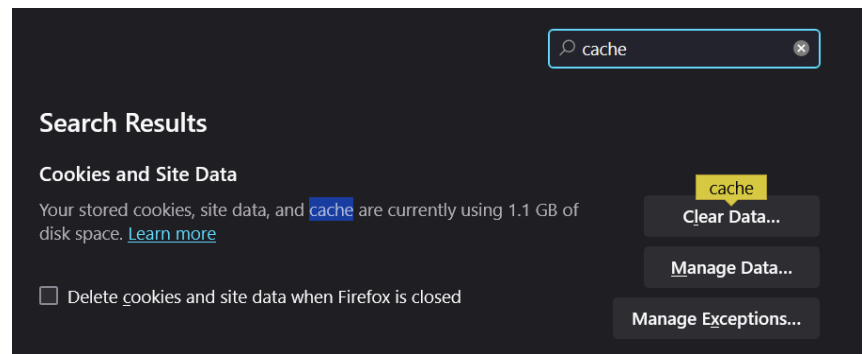 cache
Search Results
Cookies and Site Data
Your stored cookies, site data, and cache are currently using 1.1 GB of
disk space. Learn more
cache
Clear Data...
Manage Data...
Delete cookies and site data when Firefox is closed
Manage Exceptions...